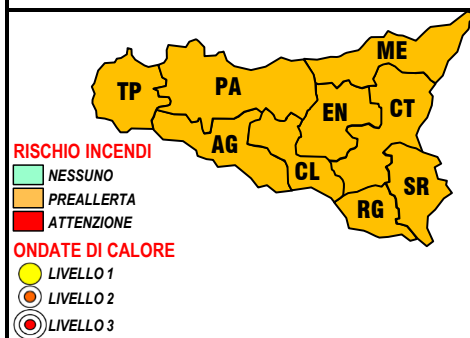 ME
TP
PA
EN
CT
AG
CL
SR
RG
RISCHIO INCENDI
NESSUNO
PREALLERTA
ATTENZIONE
ONDATE DI CALORE
LIVELLO 1
LIVELLO 2
LIVELLO 3